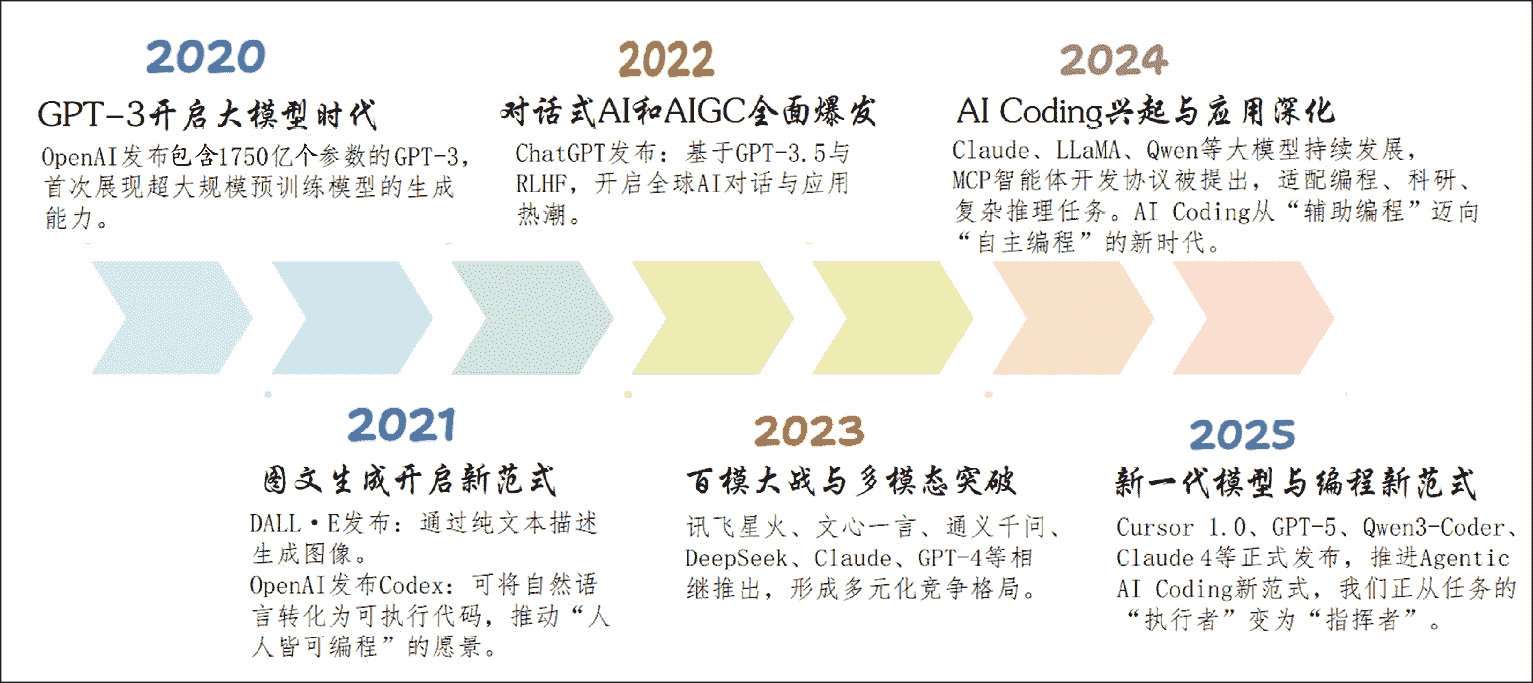 2020
GPT-3开启大模型时代
OpenAI发布包含1750亿个参数的GPT-3，
首次展现超大规模预训练模型的生成
能力。
2022
对话式AI和AIGC全面爆发
ChatGPT发布：基于GPT-3.5与
RLHF，开启全球AI对话与应用
热潮。
2024
AI Coding兴起与应用深化
Claude、LLaMA、Qwen等大模型持续发展，
MCP智能体开发协议被提出，适配编程、科研、
复杂推理任务。AI Coding从“辅助编程”迈向
“自主编程”的新时代。
2021
图文生成开启新范式
DALL·E发布：通过纯文本描述
生成图像。
OpenAI发布Codex：可将自然语
言转化为可执行代码，推动“人
人皆可编程”的愿景。
2023
百模大战与多模态突破
讯飞星火、文心一言、通义千问、
DeepSeek、Claude、GPT-4等相
继推出，形成多元化竞争格局。
2025
新一代模型与编程新范式
Cursor 1.0、GPT-5、Qwen3-Coder、
Claude 4等正式发布，推进Agentic
AI Coding新范式，我们正从任务的
“执行者”变为“指挥者”。